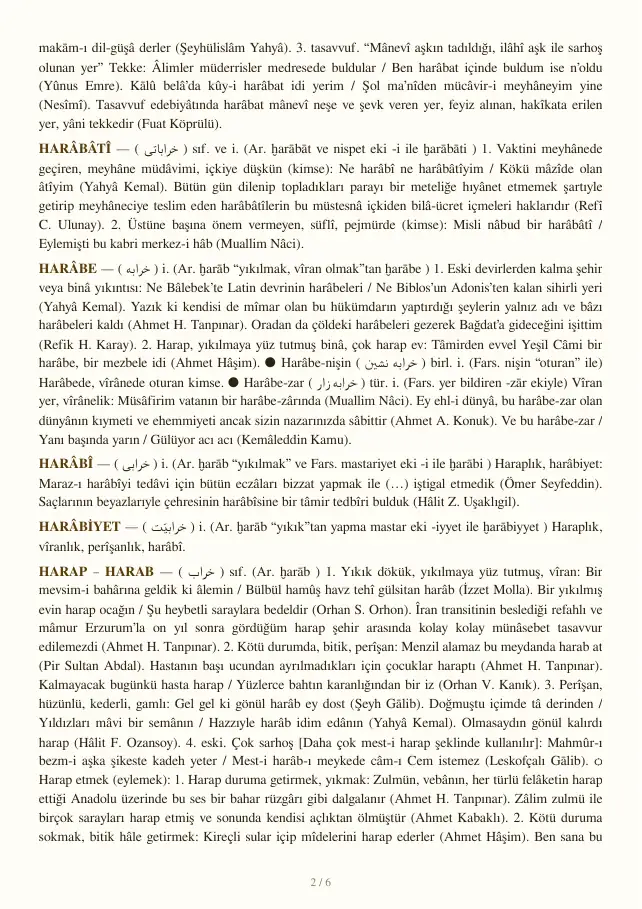 makām-ı dil-güşâ derler (Şeyhülislâm Yahyâ). 3. tasavvuf. “Mânevî aşkın tadıldığı, ilâhî aşk ile sarhoş
olunan yer” Tekke: Âlimler müderrisler medresede buldular / Ben harâbat içinde buldum ise n’oldu
(Yûnus Emre). Kālû belâ’da kûy-i harâbat idi yerim / Şol ma’nîden mücâvir-i meyhâneyim yine
(Nesîmî). Tasavvuf edebiyâtında harâbat mânevî neşe ve şevk veren yer, feyiz alınan, hakîkata erilen
yer, yâni tekkedir (Fuat Köprülü).
HARÂBÂTÎ — ( خراباتى ) sıf. ve i. (Ar. ḫarābāt ve nispet eki -і ile ḫarābāti ) 1. Vaktini meyhânede
geçiren, meyhâne müdâvimi, içkiye düşkün (kimse): Ne harâbî ne harâbâtîyim / Kökü mâzîde olan
âtîyim (Yahyâ Kemal). Bütün gün dilenip topladıkları parayı bir meteliğe hıyânet etmemek şartıyle
getirip meyhâneciye teslim eden harâbâtîlerin bu müstesnâ içkiden bilâ-ücret içmeleri haklarıdır (Refî
C. Ulunay). 2. Üstüne başına önem vermeyen, süflî, pejmürde (kimse): Misli nâbud bir harâbâtî /
Eylemişti bu kabri merkez-i hâb (Muallim Nâci).
HARÂBE — ( خرابه ) i. (Ar. ḫarāb “yıkılmak, vîran olmak”tan ḫarābe ) 1. Eski devirlerden kalma şehir
veya binâ yıkıntısı: Ne Bâlebek’te Latin devrinin harâbeleri / Ne Biblos’un Adonis’ten kalan sihirli yeri
(Yahyâ Kemal). Yazık ki kendisi de mîmar olan bu hükümdarın yaptırdığı şeylerin yalnız adı ve bâzı
harâbeleri kaldı (Ahmet H. Tanpınar). Oradan da çöldeki harâbeleri gezerek Bağdat’a gideceğini işittim
(Refik H. Karay). 2. Harap, yıkılmaya yüz tutmuş binâ, çok harap ev: Tâmirden evvel Yeşil Câmi bir
harâbe, bir mezbele idi (Ahmet Hâşim). ● Harâbe-nişin ( خرابه نشين ) birl. i. (Fars. nişіn “oturan” ile)
Harâbede, vîrânede oturan kimse. ● Harâbe-zar ( خرابه زار ) tür. i. (Fars. yer bildiren -zār ekiyle) Vîran
yer, vîrânelik: Müsâfirim vatanın bir harâbe-zârında (Muallim Nâci). Ey ehl-i dünyâ, bu harâbe-zar olan
dünyânın kıymeti ve ehemmiyeti ancak sizin nazarınızda sâbittir (Ahmet A. Konuk). Ve bu harâbe-zar /
Yanı başında yarın / Gülüyor acı acı (Kemâleddin Kamu).
HARÂBÎ — ( خرابى ) i. (Ar. ḫarāb “yıkılmak” ve Fars. mastariyet eki -i ile ḫarābi ) Haraplık, harâbiyet:
Maraz-ı harâbîyi tedâvi için bütün eczâları bizzat yapmak ile (…) iştigal etmedik (Ömer Seyfeddin).
Saçlarının beyazlarıyle çehresinin harâbîsine bir tâmir tedbîri bulduk (Hâlit Z. Uşaklıgil).
HARÂBİYET — ( خرابيّت ) i. (Ar. ḫarāb “yıkık”tan yapma mastar eki -iyyet ile ḫarābiyyet ) Haraplık,
vîranlık, perîşanlık, harâbî.
HARAP – HARAB — ( خراب ) sıf. (Ar. ḫarāb ) 1. Yıkık dökük, yıkılmaya yüz tutmuş, vîran: Bir
mevsim-i bahârına geldik ki âlemin / Bülbül hamûş havz tehî gülsitan harâb (İzzet Molla). Bir yıkılmış
evin harap ocağın / Şu heybetli saraylara bedeldir (Orhan S. Orhon). Îran transitinin beslediği refahlı ve
mâmur Erzurum’la on yıl sonra gördüğüm harap şehir arasında kolay kolay münâsebet tasavvur
edilemezdi (Ahmet H. Tanpınar). 2. Kötü durumda, bitik, perîşan: Menzil alamaz bu meydanda harab at
(Pir Sultan Abdal). Hastanın başı ucundan ayrılmadıkları için çocuklar haraptı (Ahmet H. Tanpınar).
Kalmayacak bugünkü hasta harap / Yüzlerce bahtın karanlığından bir iz (Orhan V. Kanık). 3. Perîşan,
hüzünlü, kederli, gamlı: Gel gel ki gönül harâb ey dost (Şeyh Gālib). Doğmuştu içimde tâ derinden /
Yıldızları mâvi bir semânın / Hazzıyle harâb idim edânın (Yahyâ Kemal). Olmasaydın gönül kalırdı
harap (Hâlit F. Ozansoy). 4. eski. Çok sarhoş [Daha çok mest-i harap şeklinde kullanılır]: Mahmûr-ı
bezm-i aşka şikeste kadeh yeter / Mest-i harâb-ı meykede câm-ı Cem istemez (Leskofçalı Gālib). ○
Harap etmek (eylemek): 1. Harap duruma getirmek, yıkmak: Zulmün, vebânın, her türlü felâketin harap
ettiği Anadolu üzerinde bu ses bir bahar rüzgârı gibi dalgalanır (Ahmet H. Tanpınar). Zâlim zulmü ile
birçok sarayları harap etmiş ve sonunda kendisi açlıktan ölmüştür (Ahmet Kabaklı). 2. Kötü duruma
sokmak, bitik hâle getirmek: Kireçli sular içip mîdelerini harap ederler (Ahmet Hâşim). Ben sana bu
2 / 6